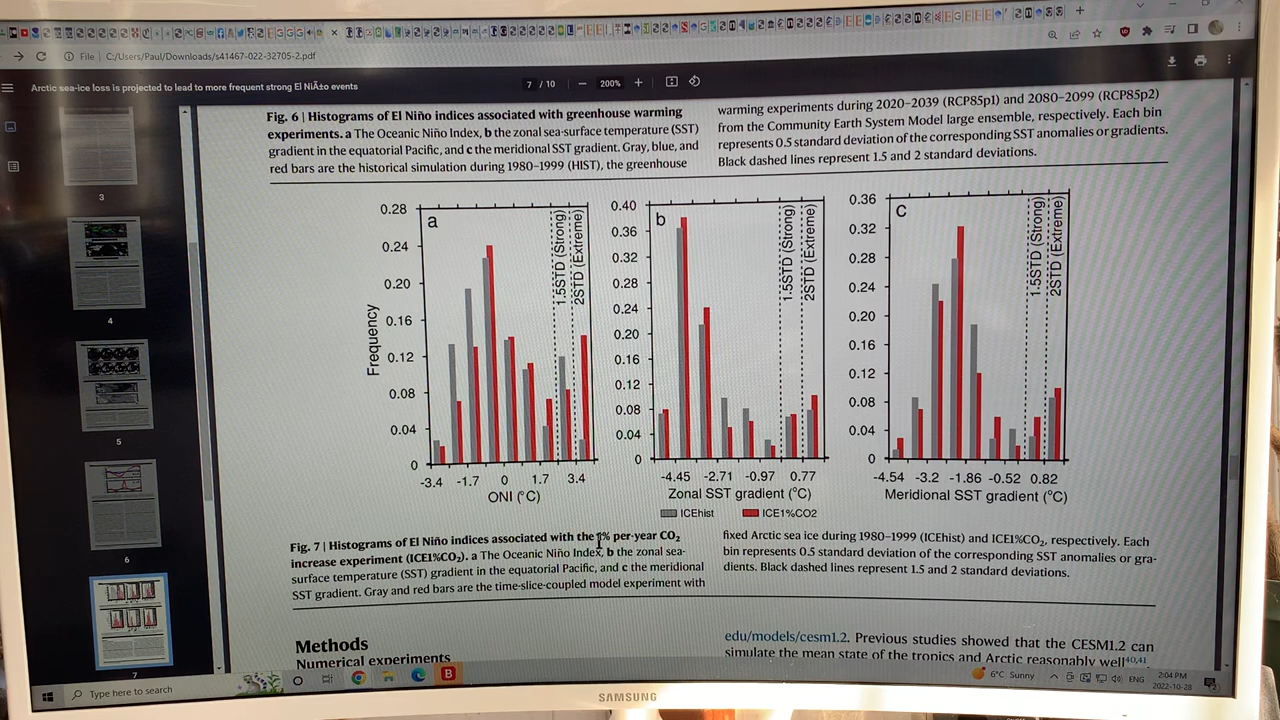 File | C:/Users/Paul/Downloads/s41467-022-32705-2.pdf
Arctic sea-ice loss is projected to lead to more frequent strong El NiÃ±o events
7 / 10
200%
Fig. 6 | Histograms of El Niño indices associated with greenhouse warming
experiments. a The Oceanic Niño Index, b the zonal sea-surface temperature (SST)
gradient in the equatorial Pacific, and c the meridional SST gradient. Gray, blue, and
red bars are the historical simulation during 1980–1999 (HIST), the greenhouse
warming experiments during 2020–2039 (RCP85p1) and 2080–2099 (RCP85p2)
from the Community Earth System Model large ensemble, respectively. Each bin
represents 0.5 standard deviation of the corresponding SST anomalies or gradients.
Black dashed lines represent 1.5 and 2 standard deviations.
3
4
5
6
7
a
Frequency
0.28
0.24
0.20
0.16
0.12
0.08
0.04
0
1.5STD (Strong)
2STD (Extreme)
-3.4 -1.7 0 1.7 3.4
ONI (°C)
b
0.40
0.36
0.32
0.28
0.24
0.20
0.16
0.12
0.08
0.04
0
1.5STD (Strong)
2STD (Extreme)
-4.45 -2.71 -0.97 0.77
Zonal SST gradient (°C)
c
0.36
0.32
0.28
0.24
0.20
0.16
0.12
0.08
0.04
0
1.5STD (Strong)
2STD (Extreme)
-4.54 -3.2 -1.86 -0.52 0.82
Meridional SST gradient (°C)
ICEhist ICE1%CO2
Fig. 7 | Histograms of El Niño indices associated with the 1% per-year CO₂
increase experiment (ICE1%CO₂). a The Oceanic Niño Index, b the zonal sea-
surface temperature (SST) gradient in the equatorial Pacific, and c the meridional
SST gradient. Gray and red bars are the time-slice-coupled model experiment with
fixed Arctic sea ice during 1980–1999 (ICEhist) and ICE1%CO₂, respectively. Each
bin represents 0.5 standard deviation of the corresponding SST anomalies or gra-
dients. Black dashed lines represent 1.5 and 2 standard deviations.
Methods
Numerical experiments
edu/models/cesm1.2. Previous studies showed that the CESM1.2 can
simulate the mean state of the tropics and Arctic reasonably well⁴⁰,⁴¹.
Type here to search
6°C Sunny
ENG
2:04 PM
2022-10-28
SAMSUNG